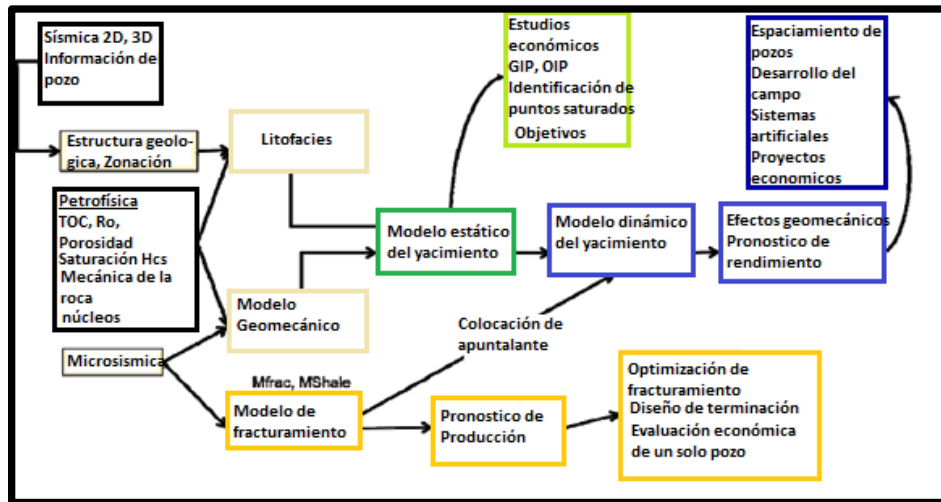 Sísmica 2D, 3D
Información de
pozo
Estructura geolo-
gica, Zonación
Petrofísica
TOC, Ro,
Porosidad
Saturación Hcs
Mecánica de la
roca
núcleos
Microsismica
Litofacies
Modelo
Geomecánico
Mfrac, MShale
Modelo de
fracturamiento
Estudios
económicos
GIP, OIP
Identificación de
puntos saturados
Objetivos
Modelo estático
del yacimiento
Modelo dinámico
del yacimiento
Colocación de
apuntalante
Pronostico de
Producción
Espaciamiento de
pozos
Desarrollo del
campo
Sistemas
artificiales
Proyectos
economicos
Efectos geomecánicos
Pronostico de
rendimiento
Optimización de
fracturamiento
Diseño de terminación
Evaluación económica
de un solo pozo